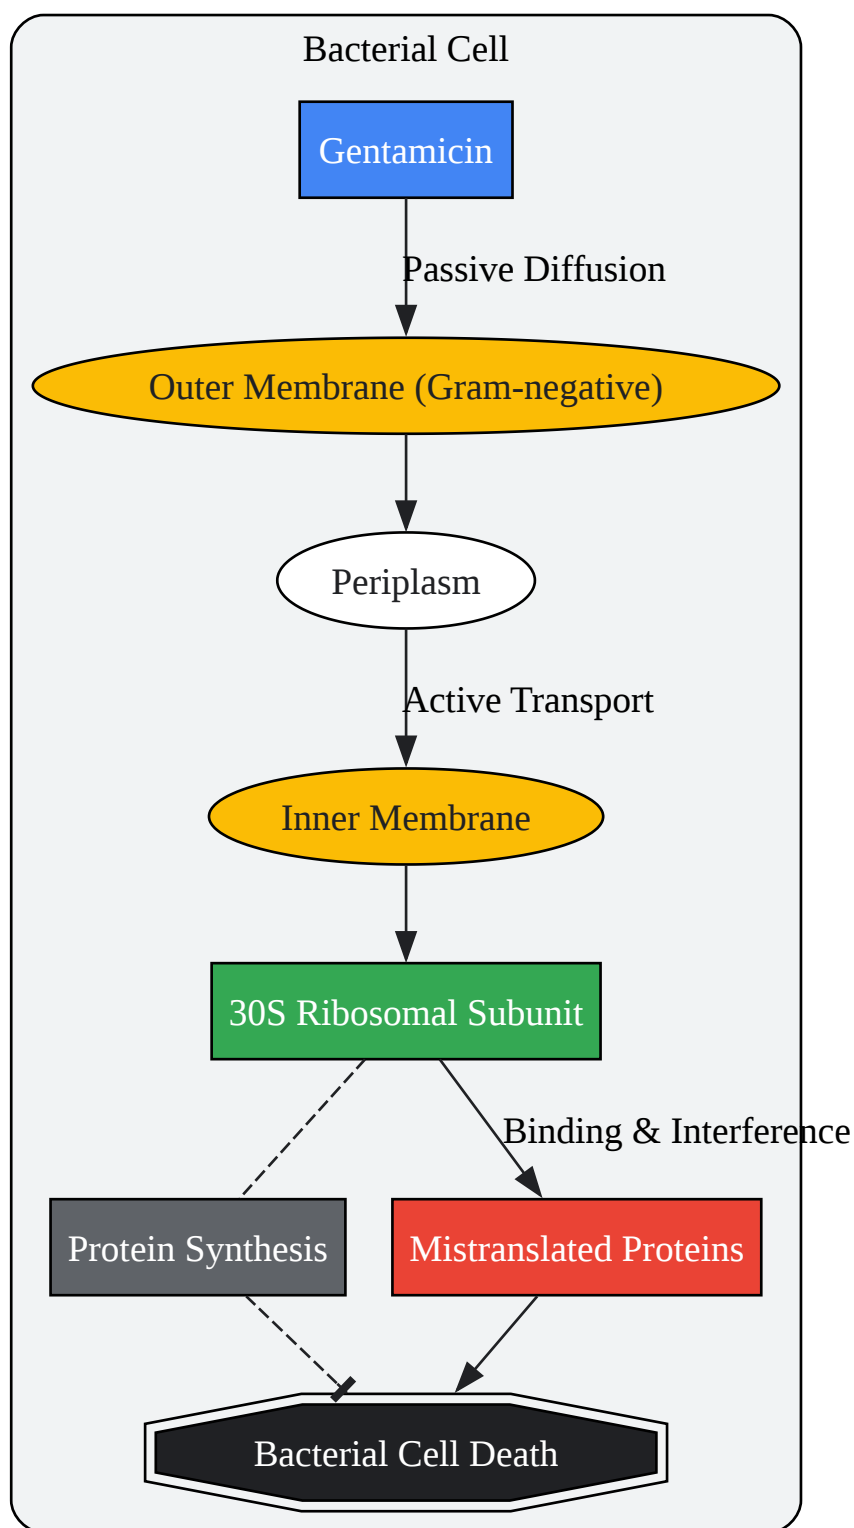 Bacterial Cell
Gentamicin
Passive Diffusion
Outer Membrane (Gram-negative)
Periplasm
Active Transport
Inner Membrane
30S Ribosomal Subunit
Binding & Interference
Protein Synthesis
Mistranslated Proteins
Bacterial Cell Death